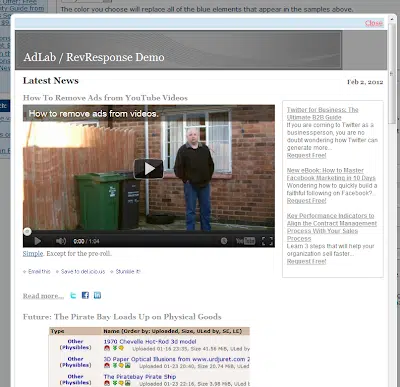 The color you choose will replace all of the blue elements that appear in the samples above.
Close
AdLab / RevResponse Demo
Latest News
Feb 2, 2012
How To Remove Ads from YouTube Videos
How to remove ads from videos.
0:00 / 1:04
You Tube
Simple. Except for the pre-roll.
Email this
Save to del.icio.us
Stumble It!
Read more...
Twitter for Business: The
Ultimate B2B Guide
If you are coming to Twitter as a
businessperson, you are no
doubt wondering how Twitter can
generate more...
Request Free!
New eBook: How to Master
Facebook Marketing in 10 Days
Wondering how to quickly build a
faithful following on Facebook?..
Request Free!
Key Performance Indicators to
Align the Contract Management
Process With Your Sales
Process
Learn 3 steps that will help your
organization sell faster...
Request Free!
Future: The Pirate Bay Loads Up on Physical Goods
Type
Name (Order by: Uploaded, Size, ULed by, SE, LE)
Other
(Physibles)
1970 Chevelle Hot-Rod 3d model
Uploaded 01-16 23:35, Size 41.56 MiB, ULed by
Other
(Physibles)
3D Paper Optical Illusions from www.urdjuret.com 2
Uploaded 01-23 20:40, Size 5.98 MiB, ULed by
Other
(Physibles)
The Piratebay Pirate Ship
Uploaded 01-23 22:16, Size 20.74 MiB, ULed by